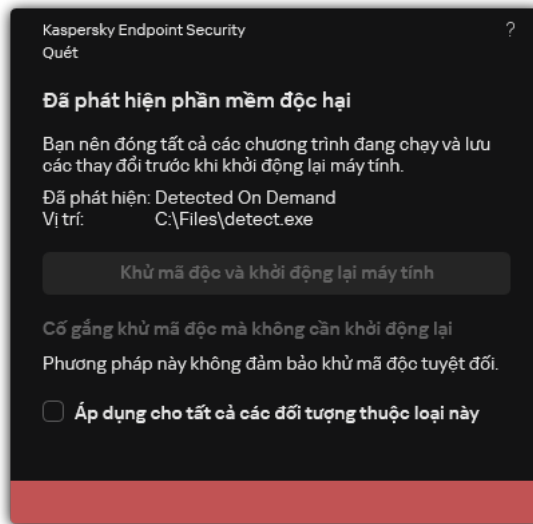 Kaspersky Endpoint Security
?
Quét
Đã phát hiện phần mềm độc hại
Bạn nên đóng tất cả các chương trình đang chạy và lưu
các thay đổi trước khi khởi động lại máy tính.
Đã phát hiện: Detected On Demand
Vị trí: C:\Files\detect.exe
Khử mã độc và khởi động lại máy tính
Cố gắng khử mã độc mà không cần khởi động lại
Phương pháp này không đảm bảo khử mã độc tuyệt đối.
Áp dụng cho tất cả các đối tượng thuộc loại này